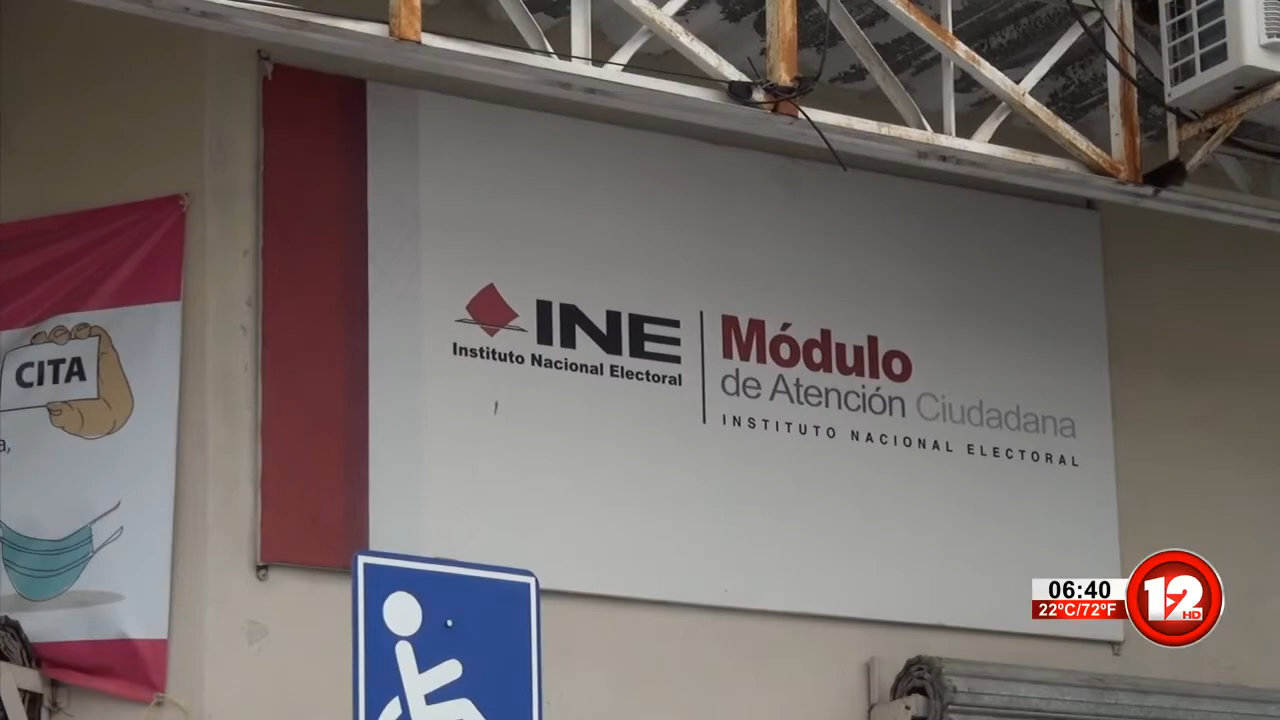 CITA
a,
INE
Instituto Nacional Electoral
Módulo
de Atención Ciudadana
INSTITUTO NACIONAL ELECTORAL
06:40
22°C/72°F
12
HD